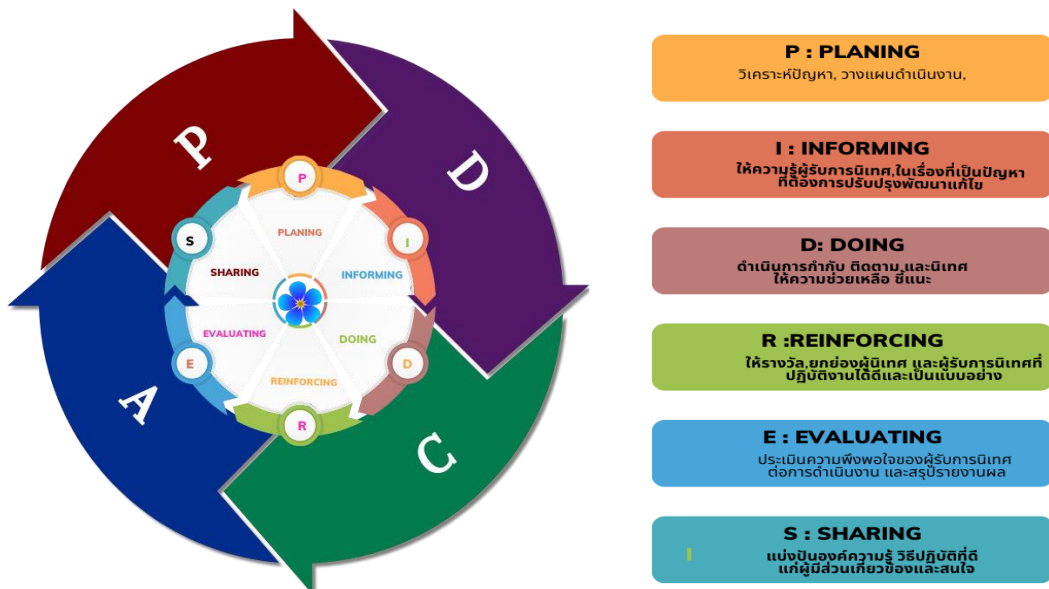 P
D
C
A
P
I
D
R
E
S
PLANING
INFORMING
DOING
REINFORCING
EVALUATING
SHARING
P : PLANING
วิเคราะห์ปัญหา, วางแผนดำเนินงาน,
I : INFORMING
ให้ความรู้ผู้รับการนิเทศ,ในเรื่องที่เป็นปัญหา
ที่ต้องการปรับปรุงพัฒนาแก้ไข
D: DOING
ดำเนินการกำกับ ติดตาม และนิเทศ
ให้ความช่วยเหลือ ชี้แนะ
R :REINFORCING
ให้รางวัล,ยกย่องผู้นิเทศ และผู้รับการนิเทศที่
ปฏิบัติงานได้ดีและเป็นแบบอย่าง
E : EVALUATING
ประเมินความพึงพอใจของผู้รับการนิเทศ
ต่อการดำเนินงาน และสรุปรายงานผล
S : SHARING
I
แบ่งปันองค์ความรู้ วิธีปฏิบัติที่ดี
แก่ผู้มีส่วนเกี่ยวข้องและสนใจ